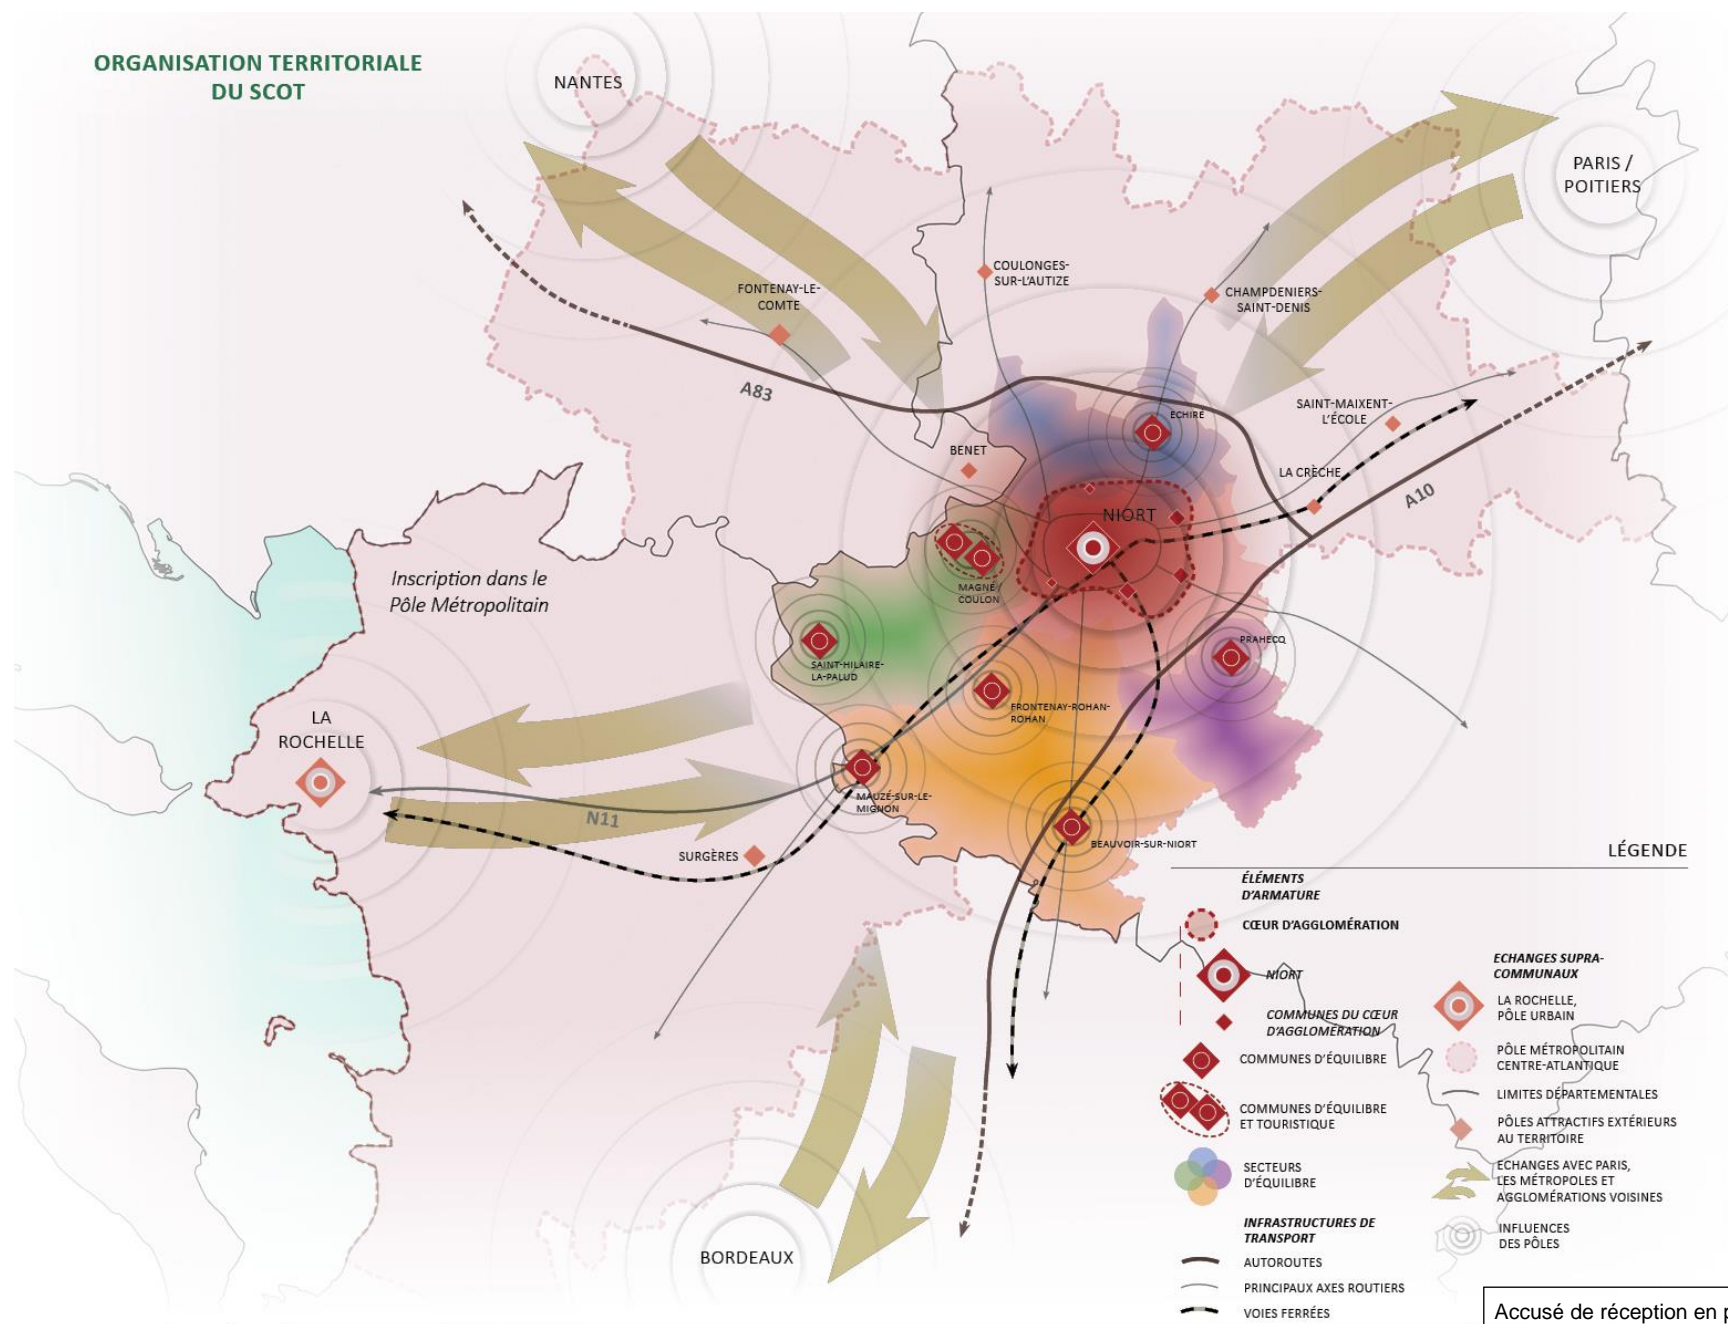 ORGANISATION TERRITORIALE
DU SCOT
NANTES
PARIS /
POITIERS
COULONGES-
SUR-L'AUTIZE
FONTENAY-LE-
COMTE
CHAMPDENIERS-
SAINT-DENIS
A83
ECHIRÉ
SAINT-MAIXENT-
L'ÉCOLE
BENET
LA CRÈCHE
A10
NIORT
Inscription dans le
Pôle Métropolitain
MAGNÉ /
COULON
PRAHECQ
SAINT-HILAIRE-
LA-PALUD
FRONTENAY-ROHAN-
ROHAN
LA
ROCHELLE
MAUZÉ-SUR-LE-
MIGNON
N11
SURGÈRES
BEAUVOIR-SUR-NIORT
BORDEAUX
LÉGENDE
ÉLÉMENTS
D'ARMATURE
CŒUR D'AGGLOMÉRATION
NIORT
COMMUNES DU CŒUR
D'AGGLOMÉRATION
COMMUNES D'ÉQUILIBRE
COMMUNES D'ÉQUILIBRE
ET TOURISTIQUE
SECTEURS
D'ÉQUILIBRE
INFRASTRUCTURES DE
TRANSPORT
AUTOROUTES
PRINCIPAUX AXES ROUTIERS
VOIES FERRÉES
ECHANGES SUPRA-
COMMUNAUX
LA ROCHELLE,
PÔLE URBAIN
PÔLE MÉTROPOLITAIN
CENTRE-ATLANTIQUE
LIMITES DÉPARTEMENTALES
PÔLES ATTRACTIFS EXTÉRIEURS
AU TERRITOIRE
ECHANGES AVEC PARIS,
LES MÉTROPOLES ET
AGGLOMÉRATIONS VOISINES
INFLUENCES
DES PÔLES
Accusé de réception en p